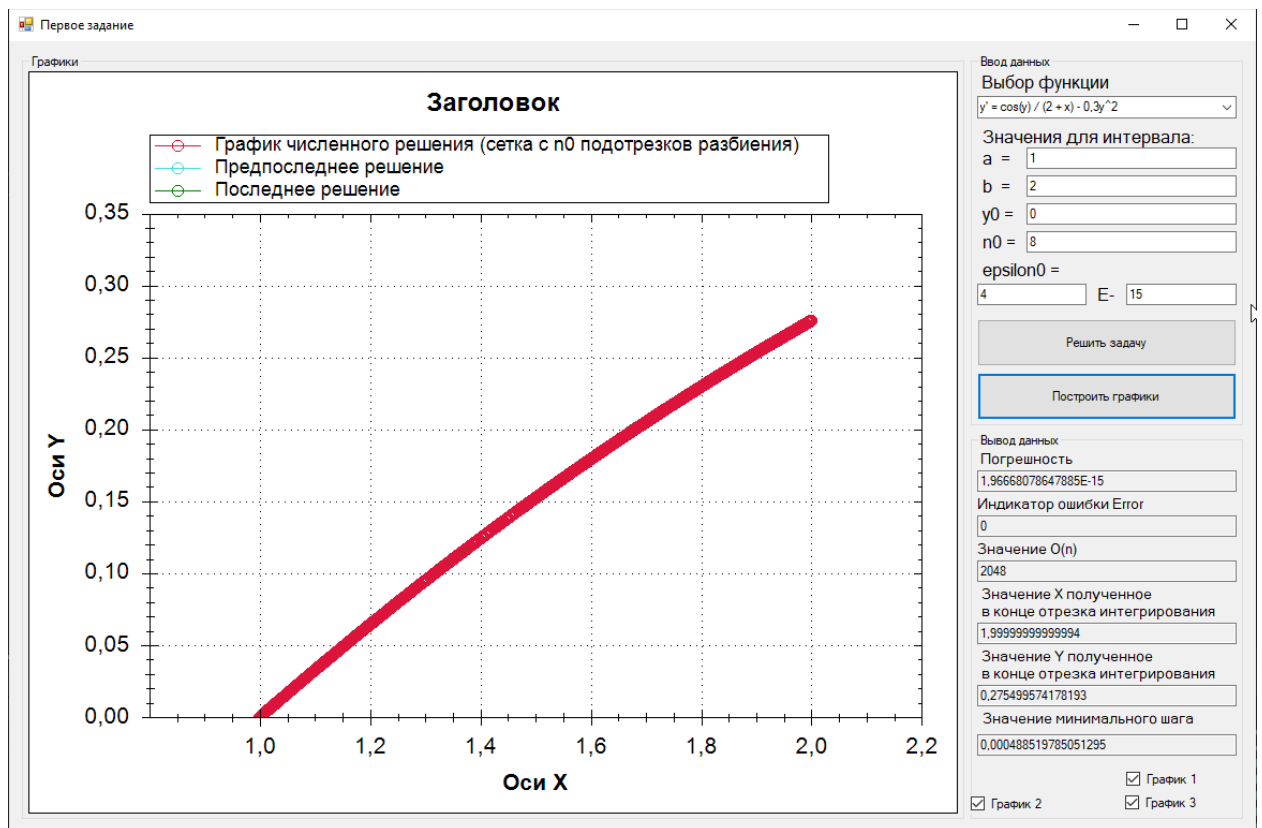 Первое задание
Графики
Заголовок
График численного решения (сетка с n0 подотрезков разбиения)
Предпоследнее решение
Последнее решение
0,35
0,30
0,25
0,20
0,15
0,10
0,05
0,00
Оси Y
1,0 1,2 1,4 1,6 1,8 2,0 2,2
Оси X
Ввод данных
Выбор функции
y' = cos(y) / (2 + x) - 0,3y^2
Значения для интервала:
a = 1
b = 2
y0 = 0
n0 = 8
epsilon0 =
4 E- 15
Решить задачу
Построить графики
Вывод данных
Погрешность
1,96668078647885E-15
Индикатор ошибки Error
0
Значение O(n)
2048
Значение X полученное
в конце отрезка интегрирования
1,99999999999994
Значение Y полученное
в конце отрезка интегрирования
0,275499574178193
Значение минимального шага
0,000488519785051295
График 1
График 2 График 3